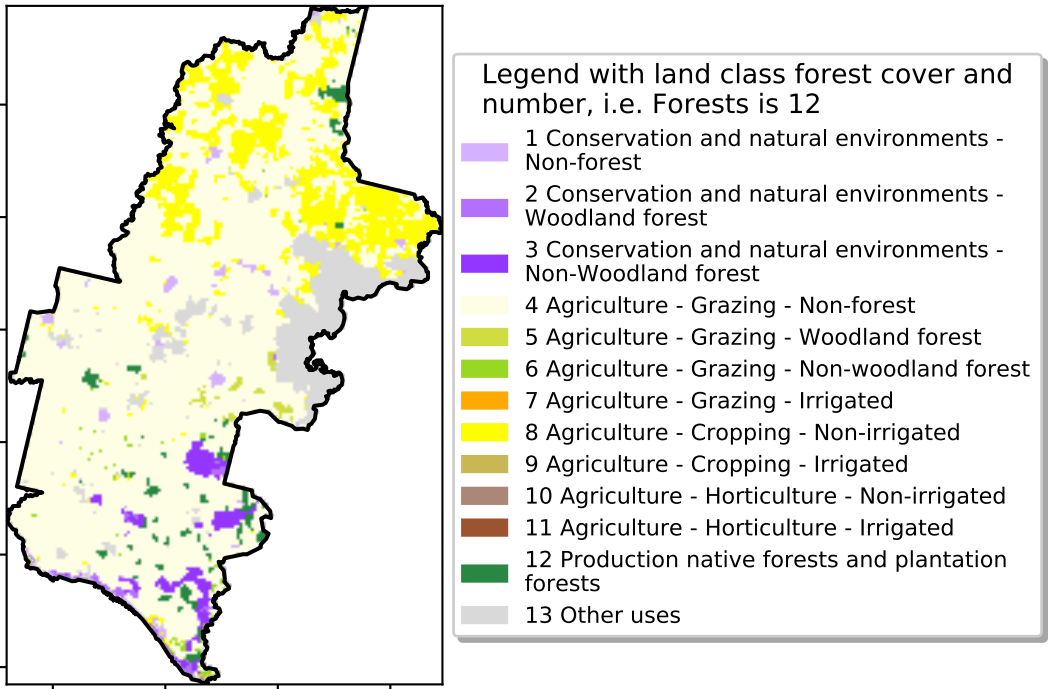 Legend with land class forest cover and
number, i.e. Forests is 12
1 Conservation and natural environments -
Non-forest
2 Conservation and natural environments -
Woodland forest
3 Conservation and natural environments -
Non-Woodland forest
4 Agriculture - Grazing - Non-forest
5 Agriculture - Grazing - Woodland forest
6 Agriculture - Grazing - Non-woodland forest
7 Agriculture - Grazing - Irrigated
8 Agriculture - Cropping - Non-irrigated
9 Agriculture - Cropping - Irrigated
10 Agriculture - Horticulture - Non-irrigated
11 Agriculture - Horticulture - Irrigated
12 Production native forests and plantation
forests
13 Other uses